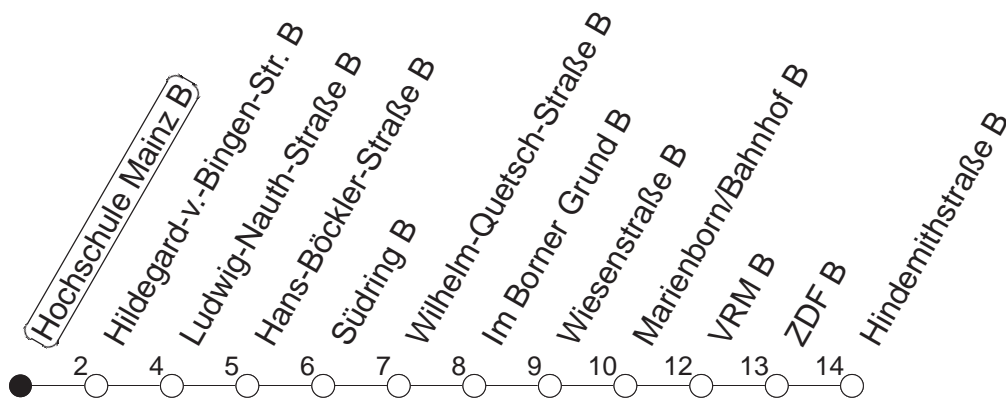 Hochschule Mainz B
Hildegard-v.-Bingen-Str. B
Ludwig-Nauth-Straße B
Hans-Böckler-Straße B
Südring B
Wilhelm-Quetsch-Straße B
Im Borner Grund B
Wiesenstraße B
Marienborn/Bahnhof B
VRM B
ZDF B
Hindemithstraße B
2 4 5 6 7 8 9 10 12 13 14